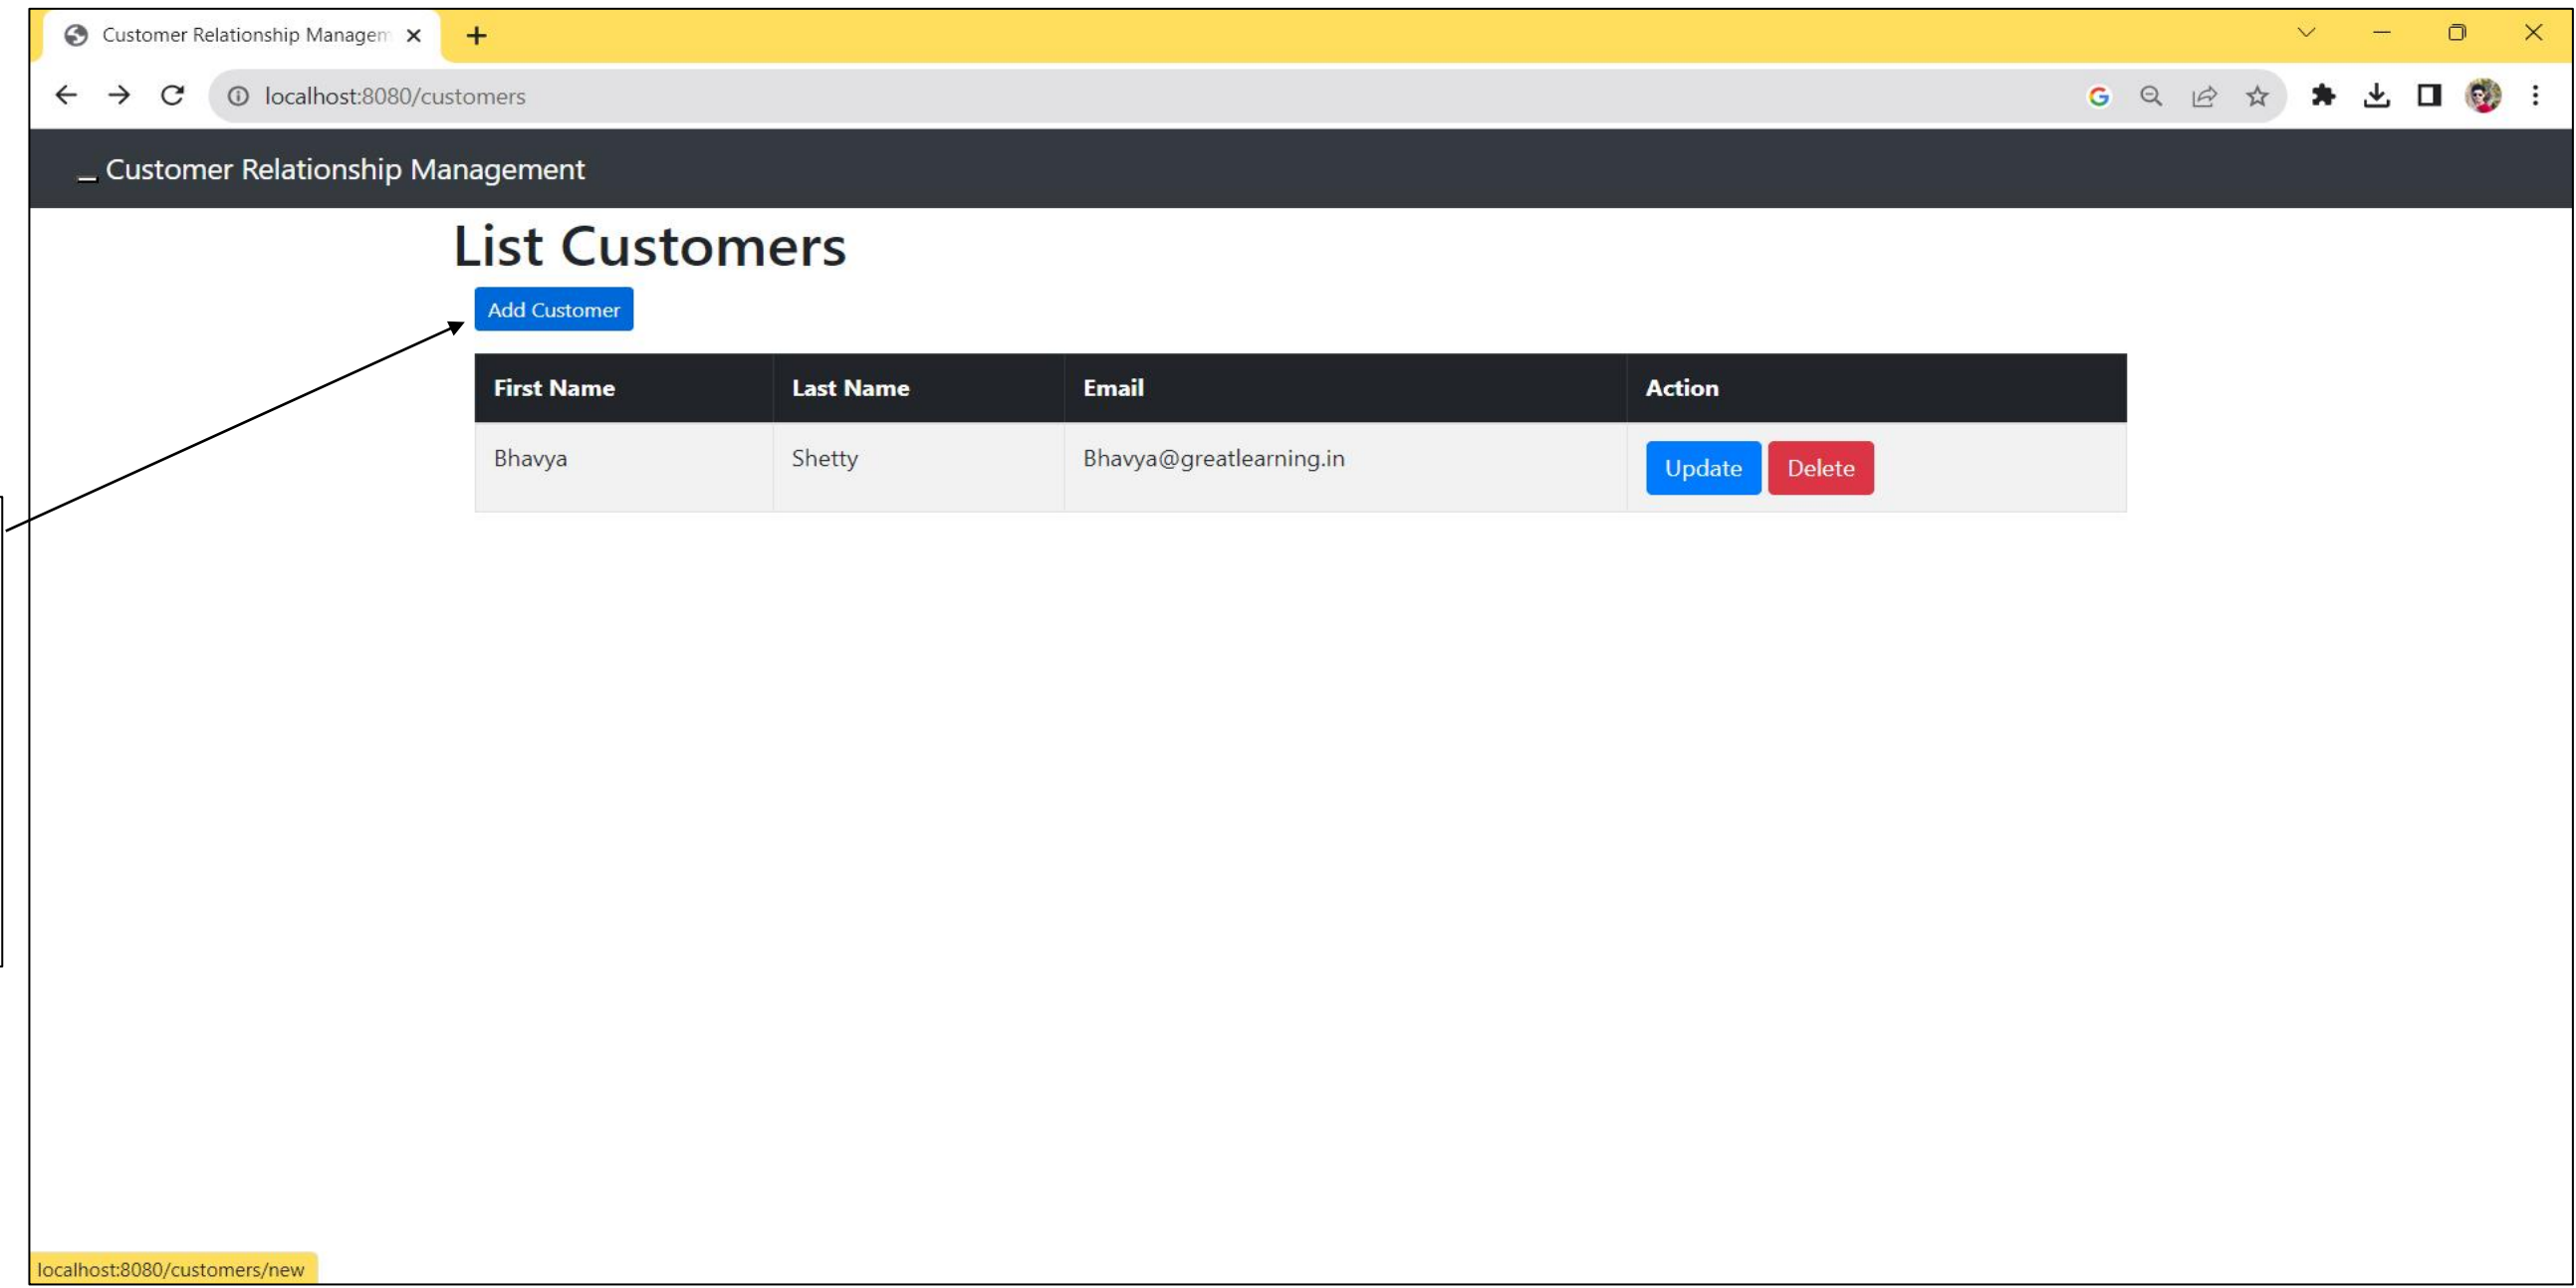 Customer Relationship Managem
localhost:8080/customers
Customer Relationship Management
List Customers
Add Customer
First Name Last Name Email Action
Bhavya Shetty Bhavya@greatlearning.in Update Delete
localhost:8080/customers/new